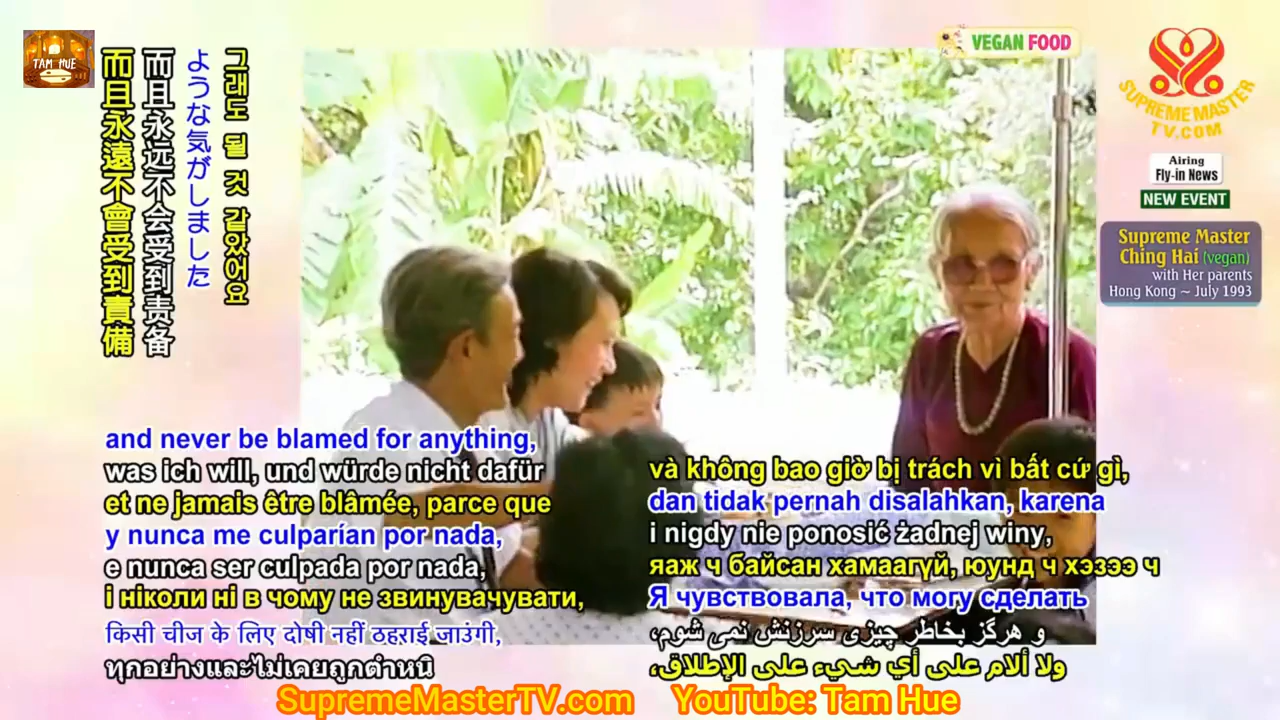 TAM HUE
VEGAN FOOD
SUPREME MASTER
TV.COM
Airing
Fly-in News
NEW EVENT
Supreme Master
Ching Hai (vegan)
with Her parents
Hong Kong ~ July 1993
그래도 될 것 같았어요
ような気がしました
而且永远不会受到责备
而且永遠不會受到責備
and never be blamed for anything,
was ich will, und würde nicht dafür
et ne jamais être blâmée, parce que
y nunca me culparían por nada,
e nunca ser culpada por nada,
і ніколи ні в чому не звинувачувати,
किसी चीज के लिए दोषी नहीं ठहराई जाउंगी,
ทุกอย่างและไม่เคยถูกตำหนิ
và không bao giờ bị trách vì bất cứ gì,
dan tidak pernah disalahkan, karena
i nigdy nie ponosić żadnej winy,
яаж ч байсан хамаагүй, юунд ч хэзээ ч
Я чувствовала, что могу сделать
و هرگز بخاطر چیزی سرزنش نمی شوم،
ولا ألام على أي شيء على الإطلاق،
SupremeMasterTV.com YouTube: Tam Hue